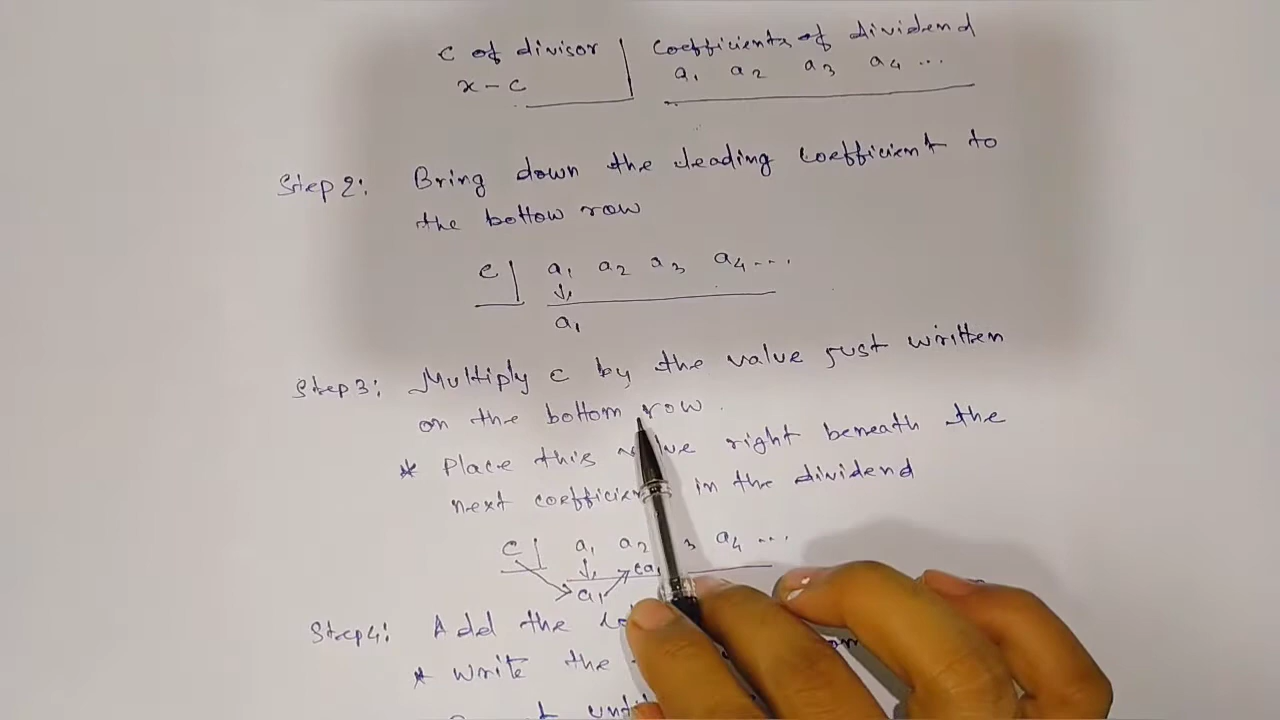 c of divisor | coefficients of dividend
x - c a₁ a₂ a₃ a₄ ...
Step 2: Bring down the leading coefficient to
the bottow row
c | a₁ a₂ a₃ a₄ ...
↓
a₁
Step 3: Multiply c by the value just written
on the bottom row.
* Place this value right beneath the
next coefficient in the dividend
c | a₁ a₂ 3 a₄ ...
↓ ca₁
a₁
Step 4: Add the
* write the